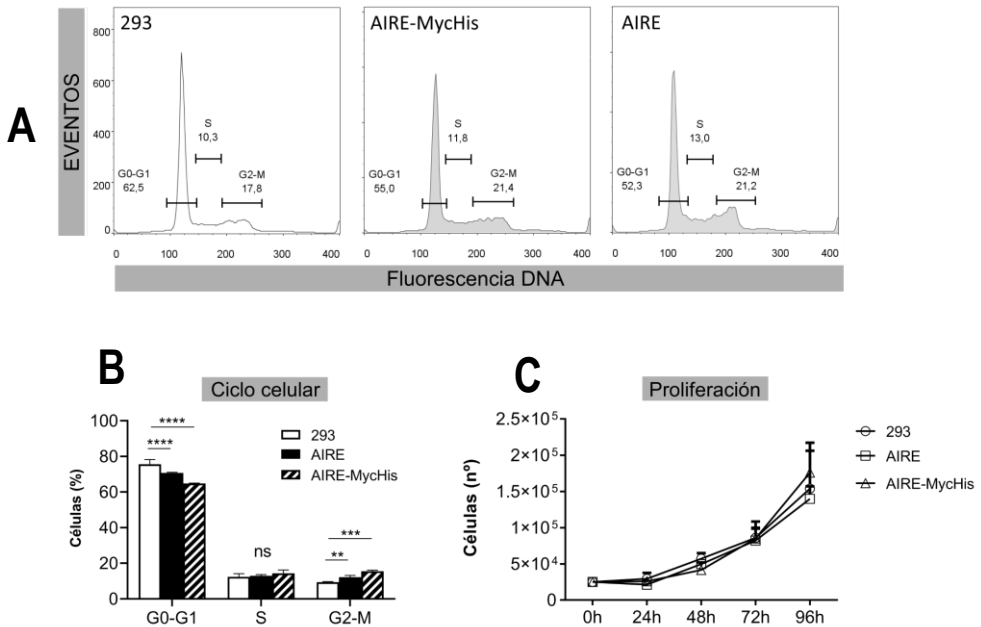 A
EVENTOS
800
600
400
200
0
293
S
10,3
G0-G1
62,5
G2-M
17,8
0 100 200 300 400
AIRE-MycHis
S
11,8
G0-G1
55,0
G2-M
21,4
0 100 200 300 400
AIRE
S
13,0
G0-G1
52,3
G2-M
21,2
0 100 200 300 400
Fluorescencia DNA
B
Ciclo celular
Células (%)
100
80
60
40
20
0
****
****
ns
***
**
293
AIRE
AIRE-MycHis
G0-G1 S G2-M
C
Proliferación
Células (nº)
2.5×10⁵
2×10⁵
1.5×10⁵
1×10⁵
5×10⁴
0
293
AIRE
AIRE-MycHis
0h 24h 48h 72h 96h